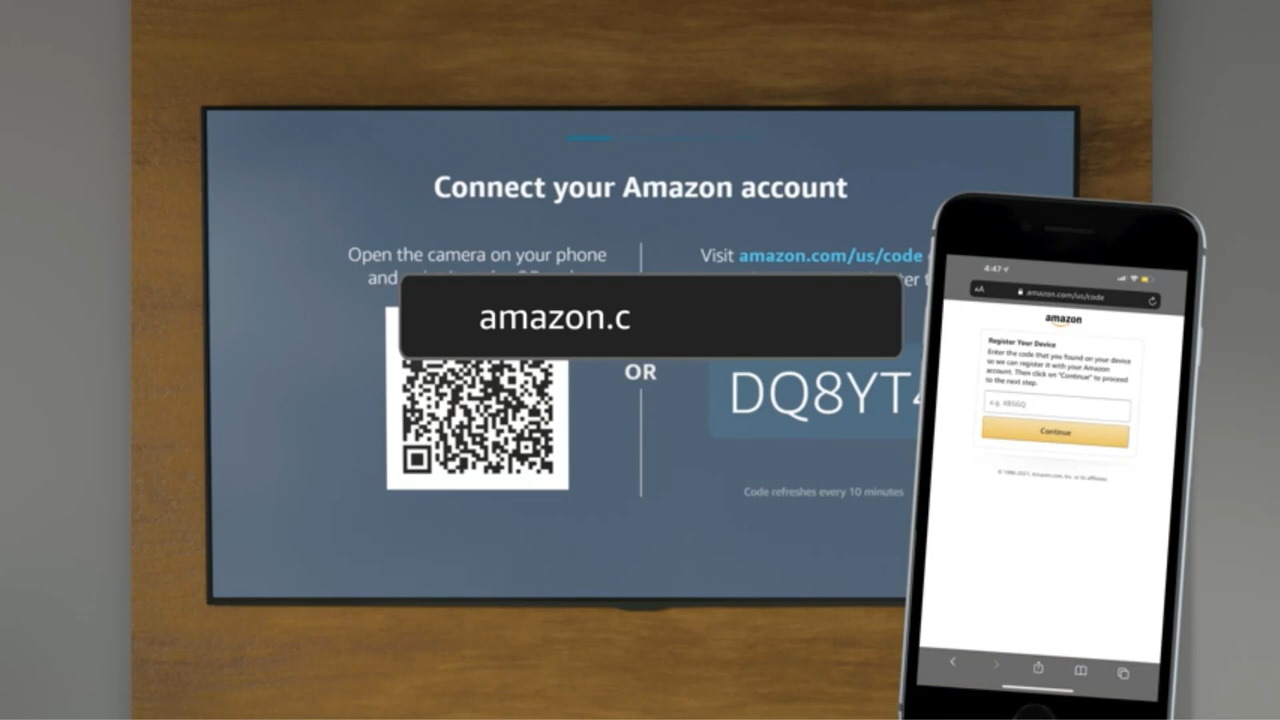 Connect your Amazon account
Open the camera on your phone
and
Visit amazon.com/us/code
amazon.c
OR
DQ8YT
Code refreshes every 10 minutes
4:47
AA
amazon.com/us/code
amazon
Register Your Device
Enter the code that you found on your device
so we can register it with your Amazon
account. Then click on "Continue" to proceed
to the next step.
Continue